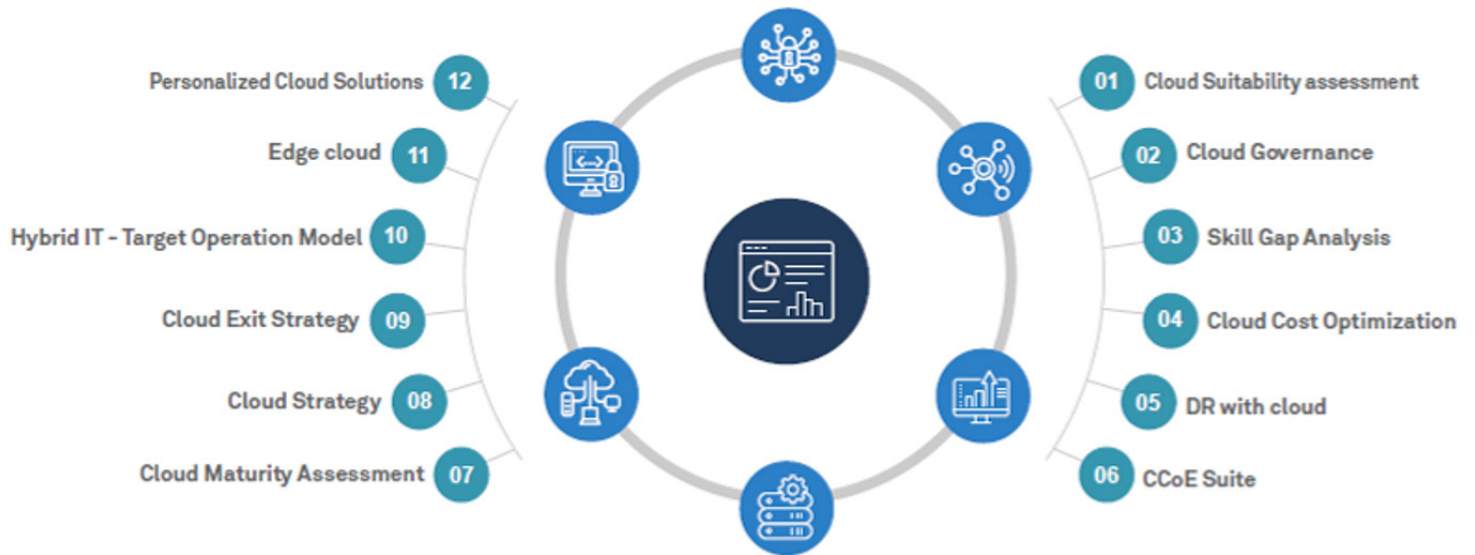 01 Cloud Suitability assessment
02 Cloud Governance
03 Skill Gap Analysis
04 Cloud Cost Optimization
05 DR with cloud
06 CCoE Suite
07 Cloud Maturity Assessment
08 Cloud Strategy
09 Cloud Exit Strategy
10 Hybrid IT - Target Operation Model
11 Edge cloud
12 Personalized Cloud Solutions